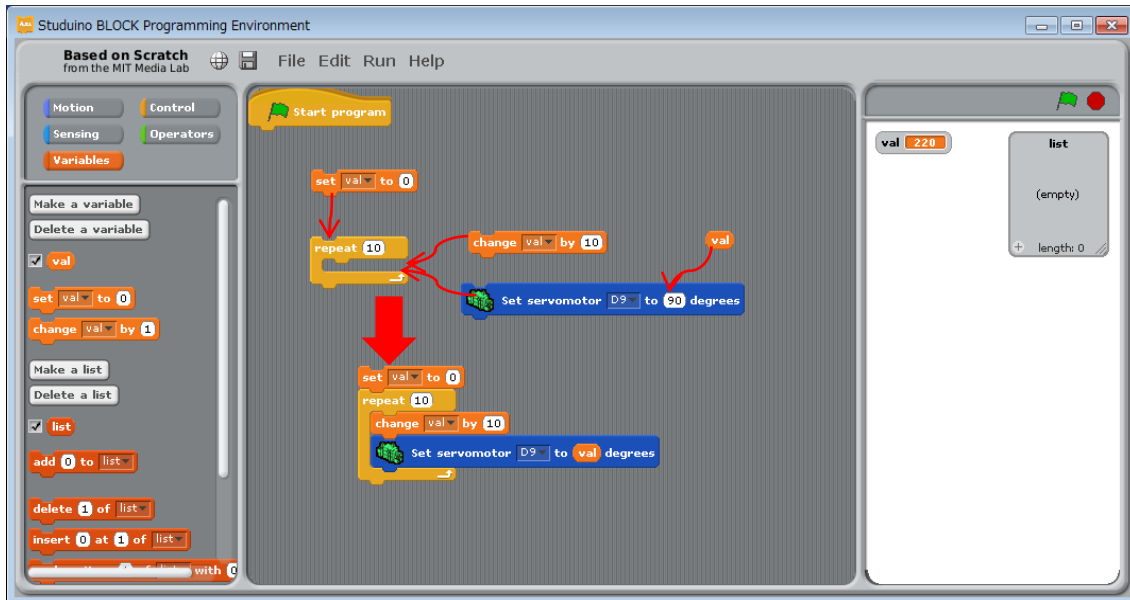 Studuino BLOCK Programming Environment
Based on Scratch
from the MIT Media Lab
File Edit Run Help
Motion Control
Sensing Operators
Variables
Make a variable
Delete a variable
val
set val to 0
change val by 1
Make a list
Delete a list
list
add 0 to list
delete 1 of list
insert 0 at 1 of list
with
Start program
set val to 0
repeat 10
change val by 10
val
Set servomotor D9 to 90 degrees
set val to 0
repeat 10
change val by 10
Set servomotor D9 to val degrees
val 220
list
(empty)
+ length: 0